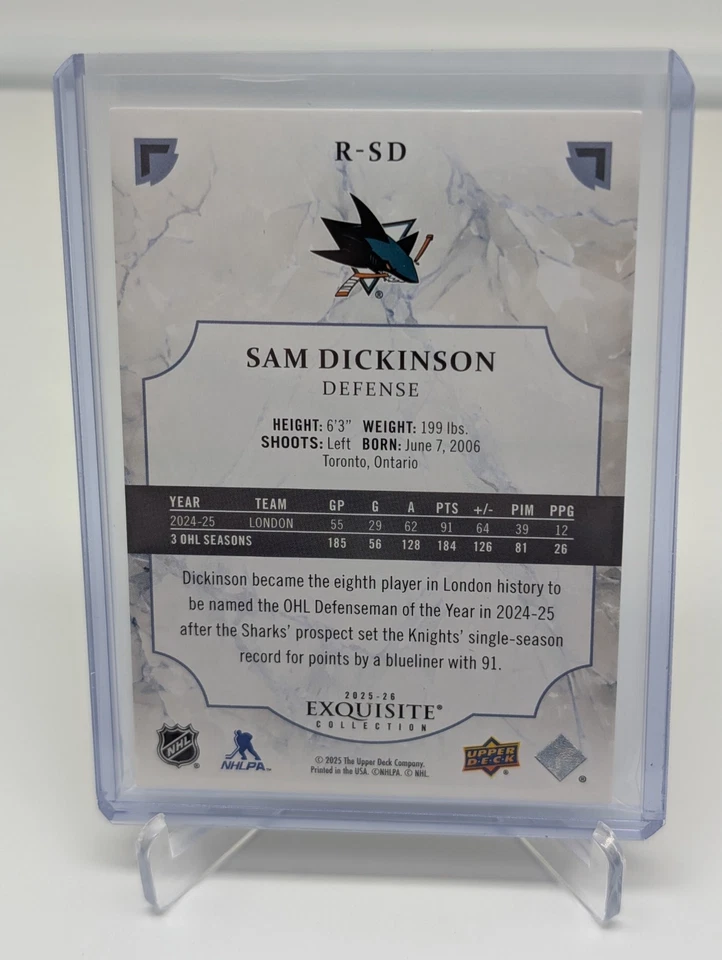 R-SD
SAM DICKINSON
DEFENSE
HEIGHT: 6'3" WEIGHT: 199 lbs.
SHOOTS: Left BORN: June 7, 2006
Toronto, Ontario
YEAR TEAM GP G A PTS +/- PIM PPG
2024-25 LONDON 55 29 62 91 64 39 12
3 OHL SEASONS 185 56 128 184 126 81 26
Dickinson became the eighth player in London history to
be named the OHL Defenseman of the Year in 2024-25
after the Sharks' prospect set the Knights' single-season
record for points by a blueliner with 91.
2025-26
EXQUISITE®
COLLECTION
NHL ®
NHLPA™
© 2025 The Upper Deck Company.
Printed in the USA. ©NHLPA. © NHL.
UPPER
D·E·C·K ®
®